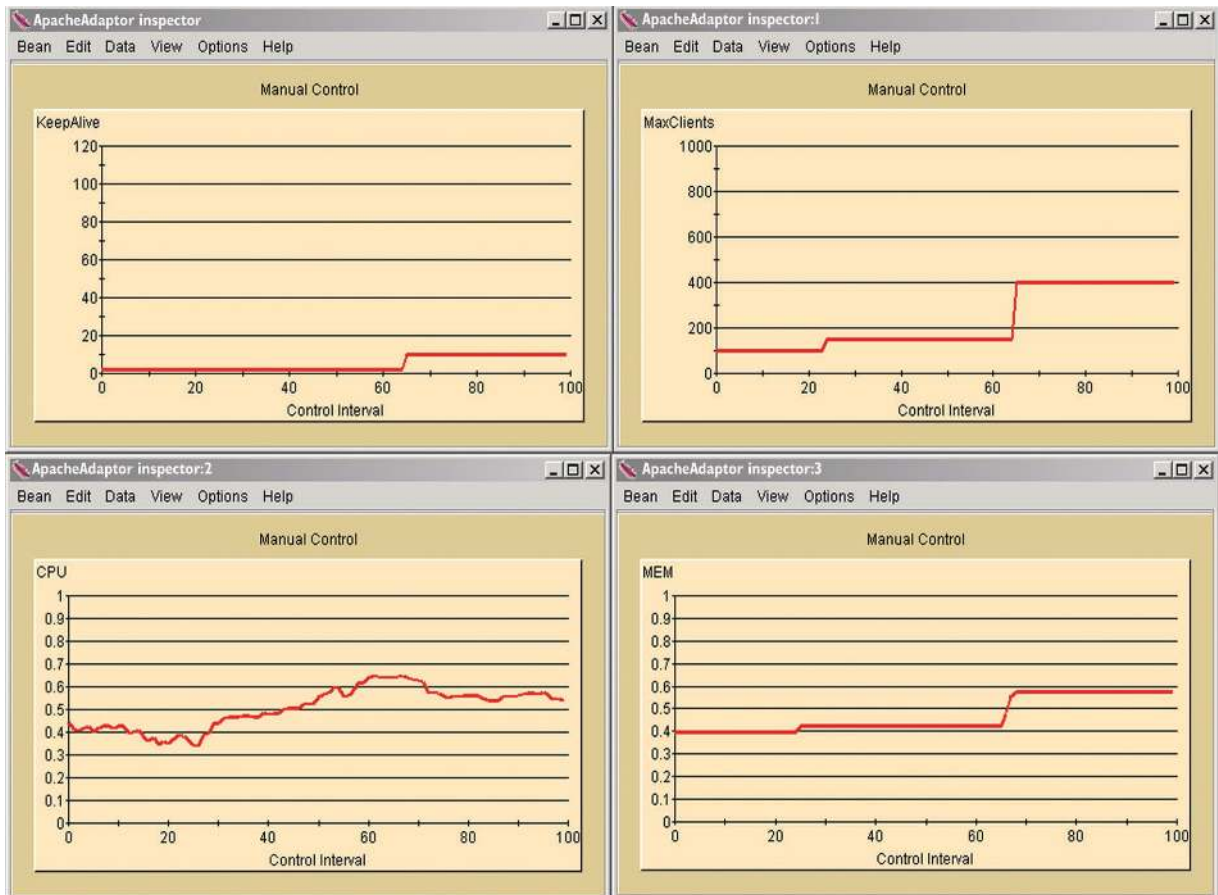 ApacheAdaptor inspector
Bean Edit Data View Options Help
Manual Control
KeepAlive
120
100
80
60
40
20
0
0 20 40 60 80 100
Control Interval
ApacheAdaptor inspector:l
Bean Edit Data View Options Help
Manual Control
MaxClients
1000
800
600
400
200
0
0 20 40 60 80 100
Control Interval
ApacheAdaptor inspector:2
Bean Edit Data View Options Help
Manual Control
CPU
1
0.9
0.8
0.7
0.6
0.5
0.4
0.3
0.2
0.1
0
0 20 40 60 80 100
Control Interval
ApacheAdaptor inspector:3
Bean Edit Data View Options Help
Manual Control
MEM
1
0.9
0.8
0.7
0.6
0.5
0.4
0.3
0.2
0.1
0
0 20 40 60 80 100
Control Interval